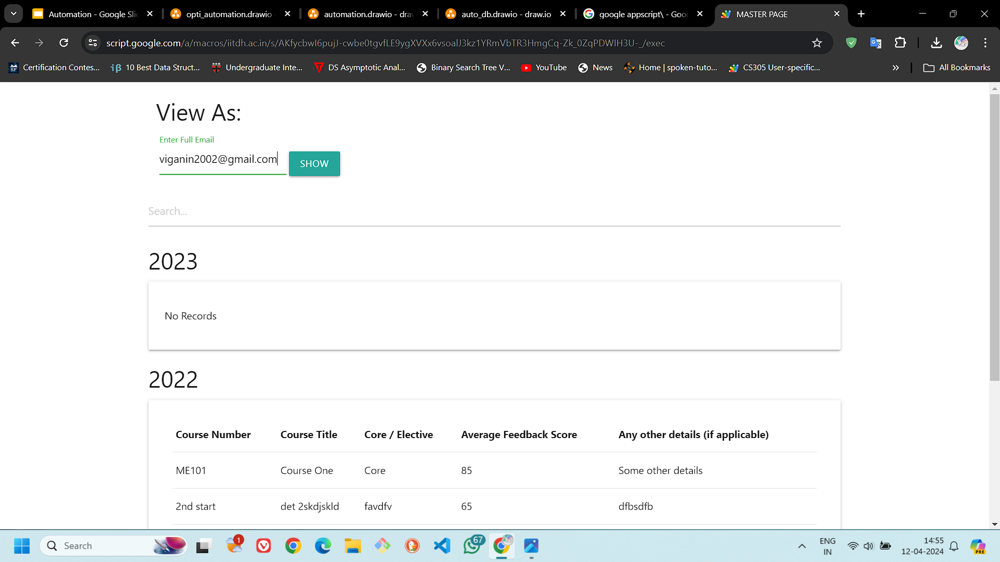 Automation - Google Slic
opti_automation.drawio -
automation.drawio - dra
auto_db.drawio - draw.io
google appscript\ - Goo
MASTER PAGE
script.google.com/a/macros/iitdh.ac.in/s/AKfycbwI6pujJ-cwbe0tgvfLE9ygXVXx6vsoalJ3kz1YRmVbTR3HmgCq-Zk_0ZqPDWIH3U-_/exec
Certification Contes...
10 Best Data Struct...
Undergraduate Inte...
DS Asymptotic Anal...
Binary Search Tree V...
YouTube
News
Home | spoken-tuto...
CS305 User-specific...
All Bookmarks
View As:
Enter Full Email
viganin2002@gmail.com
SHOW
Search...
2023
No Records
2022
Course Number Course Title Core / Elective Average Feedback Score Any other details (if applicable)
ME101 Course One Core 85 Some other details
2nd start det 2skdjskld favdfv 65 dfbsdfb
Search
1
67
ENG
IN
14:55
12-04-2024
PRE